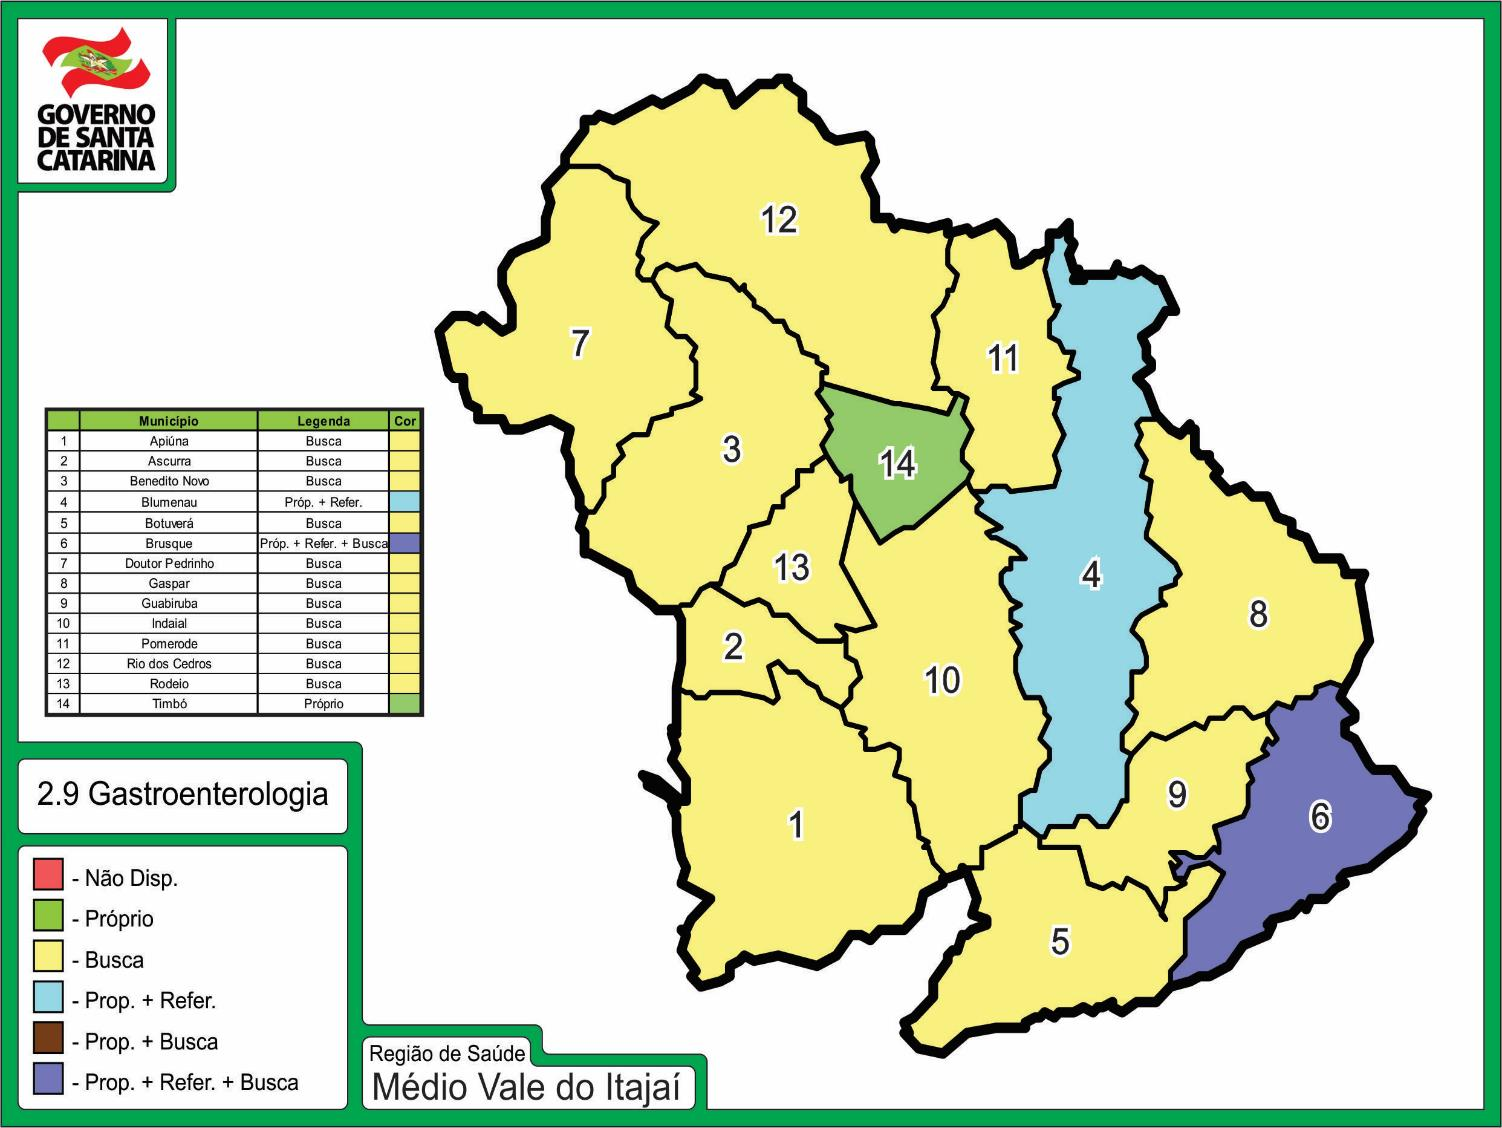 GOVERNO
DE SANTA
CATARINA
12
7
11
3
14
13
4
8
2
10
9
6
1
5
Município Legenda Cor
1 Apiúna Busca
2 Ascurra Busca
3 Benedito Novo Busca
4 Blumenau Próp. + Refer.
5 Botuverá Busca
6 Brusque Próp. + Refer. + Busca
7 Doutor Pedrinho Busca
8 Gaspar Busca
9 Guabiruba Busca
10 Indaial Busca
11 Pomerode Busca
12 Rio dos Cedros Busca
13 Rodeio Busca
14 Timbó Próprio
2.9 Gastroenterologia
- Não Disp.
- Próprio
- Busca
- Prop. + Refer.
- Prop. + Busca
- Prop. + Refer. + Busca
Região de Saúde
Médio Vale do Itajaí